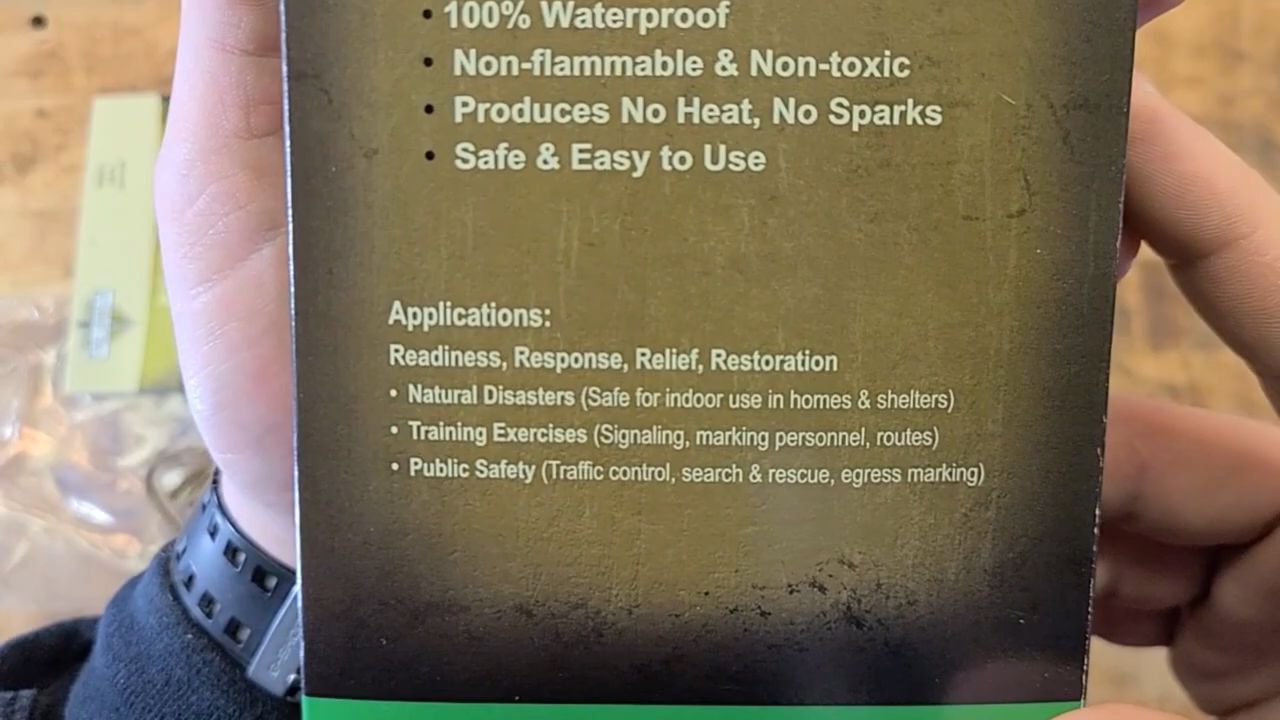 • 100% Waterproof
• Non-flammable & Non-toxic
• Produces No Heat, No Sparks
• Safe & Easy to Use
Applications:
Readiness, Response, Relief, Restoration
• Natural Disasters (Safe for indoor use in homes & shelters)
• Training Exercises (Signaling, marking personnel, routes)
• Public Safety (Traffic control, search & rescue, egress marking)